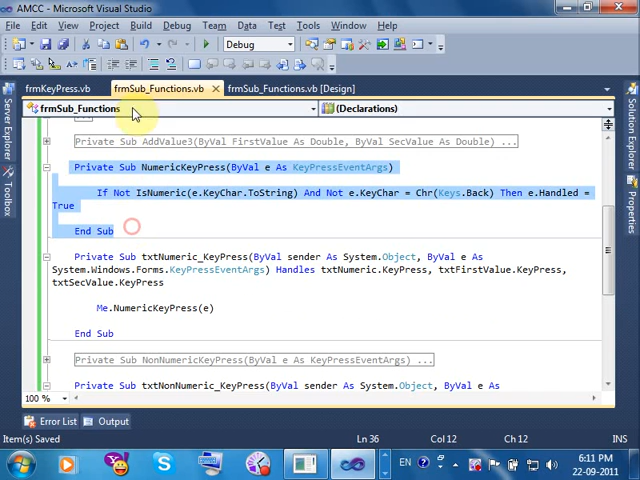 AMCC - Microsoft Visual Studio
File Edit View Project Build Debug Team Data Tools Window Help
Debug
frmKeyPress.vb frmSub_Functions.vb frmSub_Functions.vb [Design]
frmSub_Functions (Declarations)
Server Explorer
Toolbox
Solution Explorer
Properties
Private Sub AddValue3(ByVal FirstValue As Double, ByVal SecValue As Double) ...
Private Sub NumericKeyPress(ByVal e As KeyPressEventArgs)
If Not IsNumeric(e.KeyChar.ToString) And Not e.KeyChar = Chr(Keys.Back) Then e.Handled =
True
End Sub
Private Sub txtNumeric_KeyPress(ByVal sender As System.Object, ByVal e As
System.Windows.Forms.KeyPressEventArgs) Handles txtNumeric.KeyPress, txtFirstValue.KeyPress,
txtSecValue.KeyPress
Me.NumericKeyPress(e)
End Sub
Private Sub NonNumericKeyPress(ByVal e As KeyPressEventArgs) ...
Private Sub txtNonNumeric_KeyPress(ByVal sender As System.Object, ByVal e As
100 %
Error List Output
Item(s) Saved Ln 36 Col 12 Ch 12 INS
EN 6:11 PM
22-09-2011